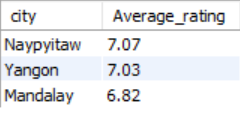 city Average_rating
Naypyitaw 7.07
Yangon 7.03
Mandalay 6.82